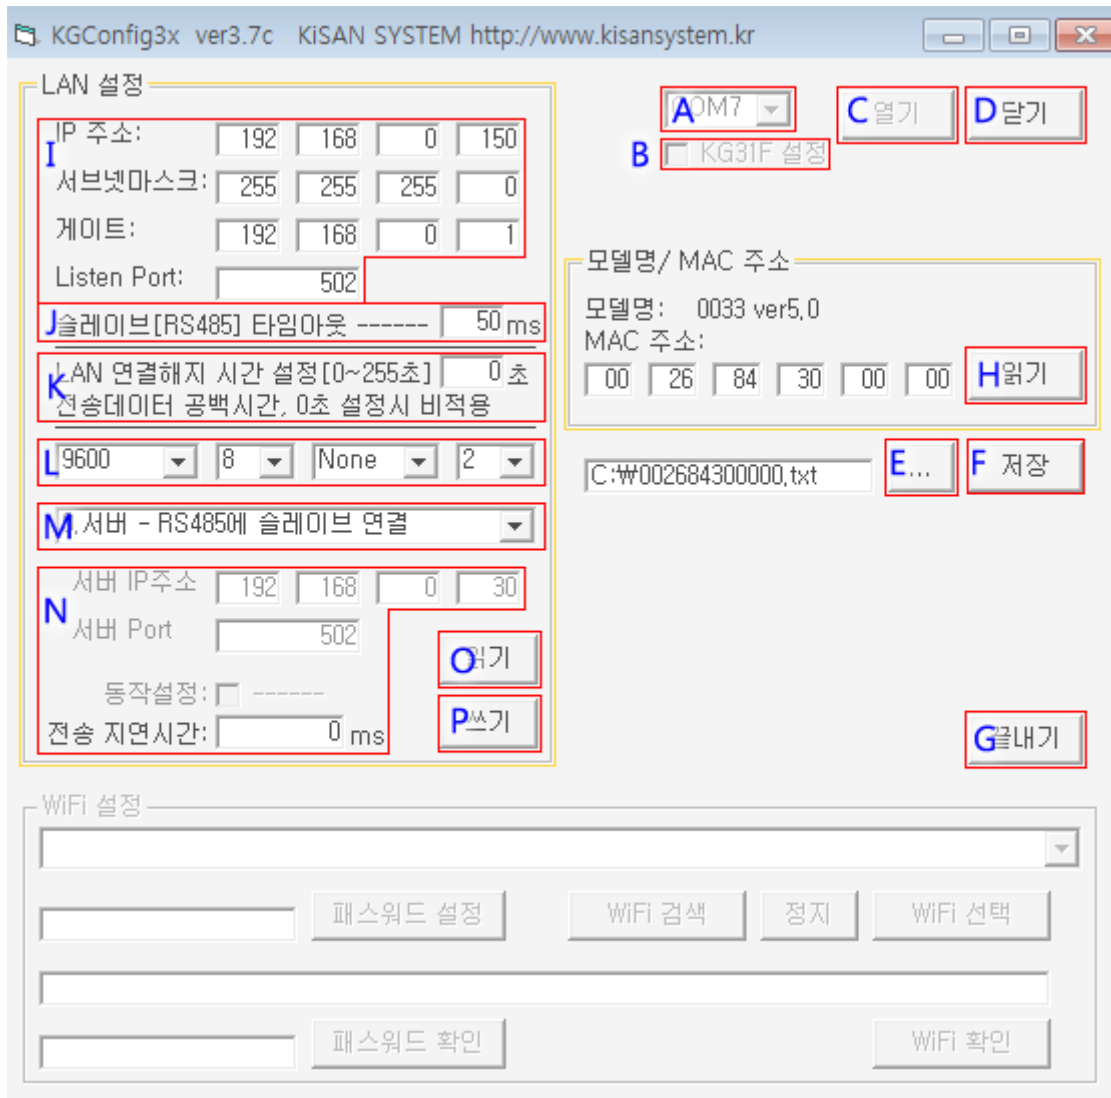 KGConfig3x ver3.7c KiSAN SYSTEM http://www.kisansystem.kr
LAN 설정
I IP 주소: 192 168 0 150
서브넷마스크: 255 255 255 0
게이트: 192 168 0 1
Listen Port: 502
J 슬레이브[RS485] 타임아웃 ------ 50 ms
K LAN 연결해지 시간 설정[0~255초] 0 초
전송데이터 공백시간, 0초 설정시 비적용
L 9600 8 None 2
M . 서버 - RS485에 슬레이브 연결
N 서버 IP주소 192 168 0 30
서버 Port 502
동작설정: ------
전송 지연시간: 0 ms
O 읽기
P 쓰기
A COM7
B KG31F 설정
C 열기
D 닫기
모델명/ MAC 주소
모델명: 0033 ver5.0
MAC 주소:
00 26 84 30 00 00
H 읽기
C:₩002684300000.txt
E ...
F 저장
G 끝내기
WiFi 설정
패스워드 설정 WiFi 검색 정지 WiFi 선택
패스워드 확인 WiFi 확인